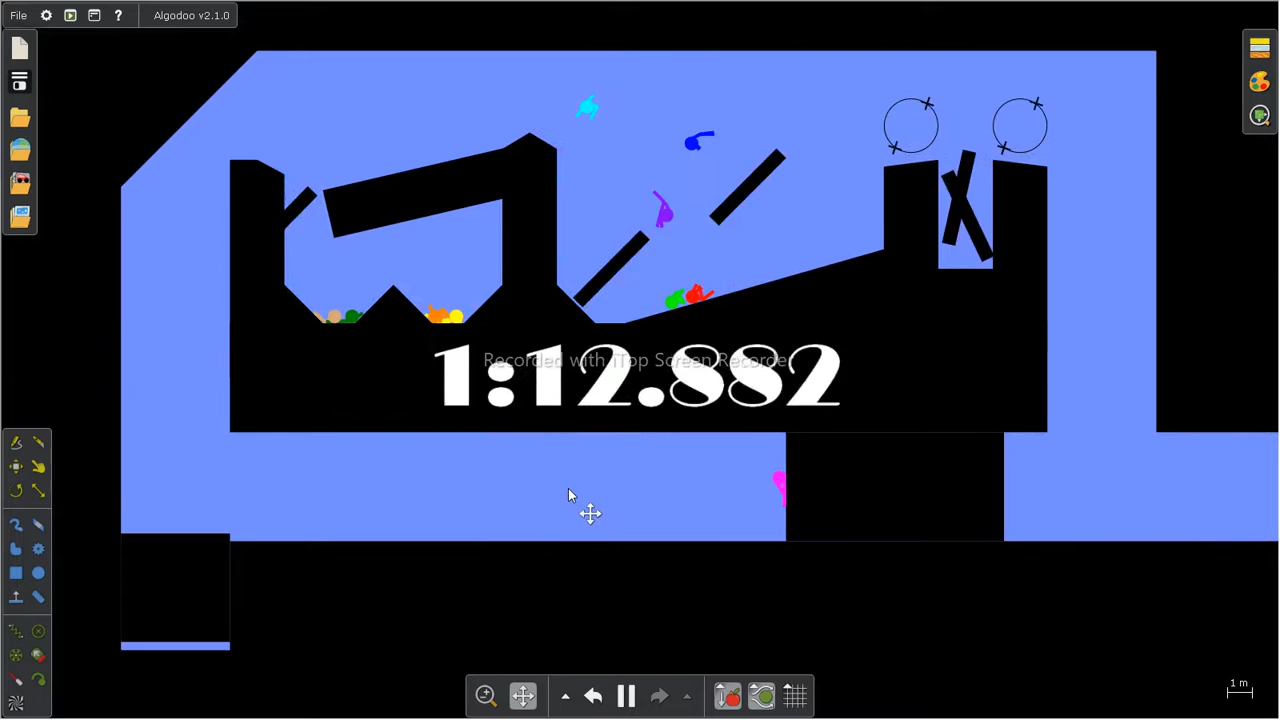 File
?
Algodoo v2.1.0
Recorded with iTop Screen Recorder
1:12.882
1 m